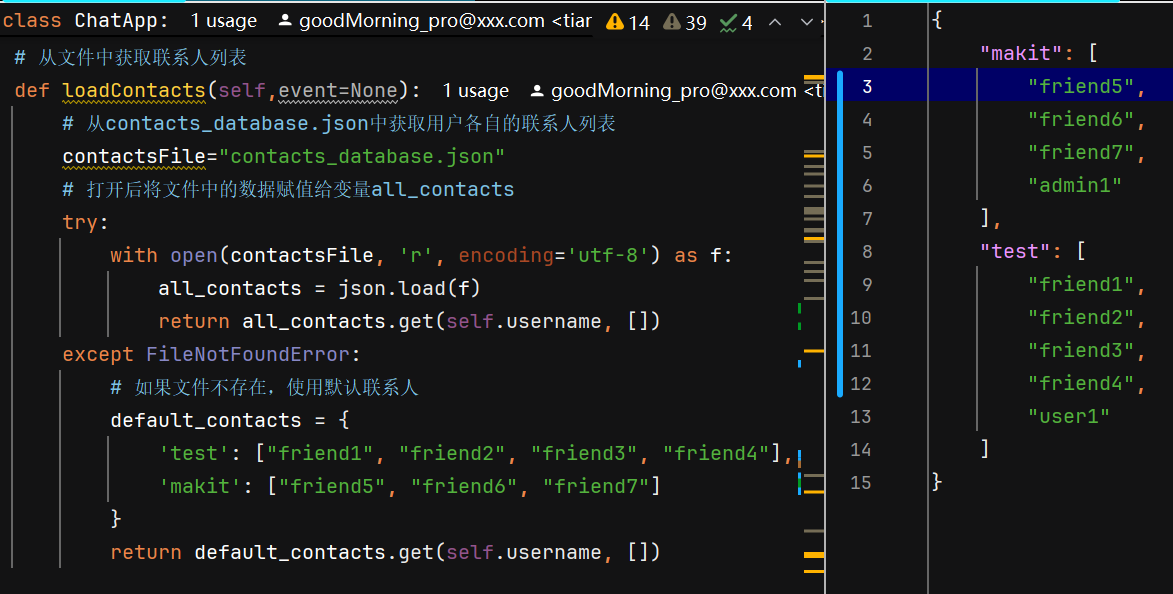 class ChatApp: 1 usage goodMorning_pro@xxx.com <tiar 14 39 4
# 从文件中获取联系人列表
def loadContacts(self,event=None): 1 usage goodMorning_pro@xxx.com <ti
# 从contacts_database.json中获取用户各自的联系人列表
contactsFile="contacts_database.json"
# 打开后将文件中的数据赋值给变量all_contacts
try:
with open(contactsFile, 'r', encoding='utf-8') as f:
all_contacts = json.load(f)
return all_contacts.get(self.username, [])
except FileNotFoundError:
# 如果文件不存在，使用默认联系人
default_contacts = {
'test': ["friend1", "friend2", "friend3", "friend4"],
'makit': ["friend5", "friend6", "friend7"]
}
return default_contacts.get(self.username, [])
1 {
2 "makit": [
3 "friend5",
4 "friend6",
5 "friend7",
6 "admin1"
7 ],
8 "test": [
9 "friend1",
10 "friend2",
11 "friend3",
12 "friend4",
13 "user1"
14 ]
15 }